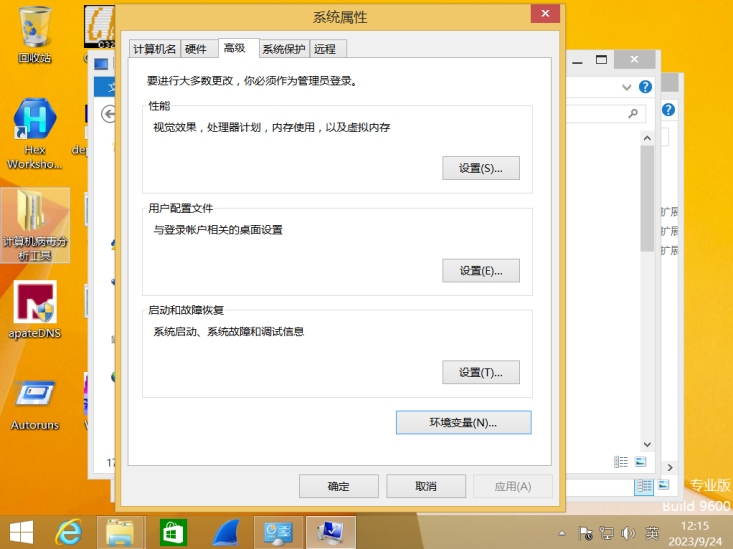 系统属性
计算机名
硬件
高级
系统保护
远程
要进行大多数更改，你必须作为管理员登录。
性能
视觉效果，处理器计划，内存使用，以及虚拟内存
设置(S)...
用户配置文件
与登录帐户相关的桌面设置
设置(E)...
启动和故障恢复
系统启动、系统故障和调试信息
设置(T)...
环境变量(N)...
确定
取消
应用(A)
回收站
Hex
Worksho...
计算机病毒分
析工具
apateDNS
Autoruns
扩展
扩展
扩展
17
专业版
Build 9600
英
12:15
2023/9/24